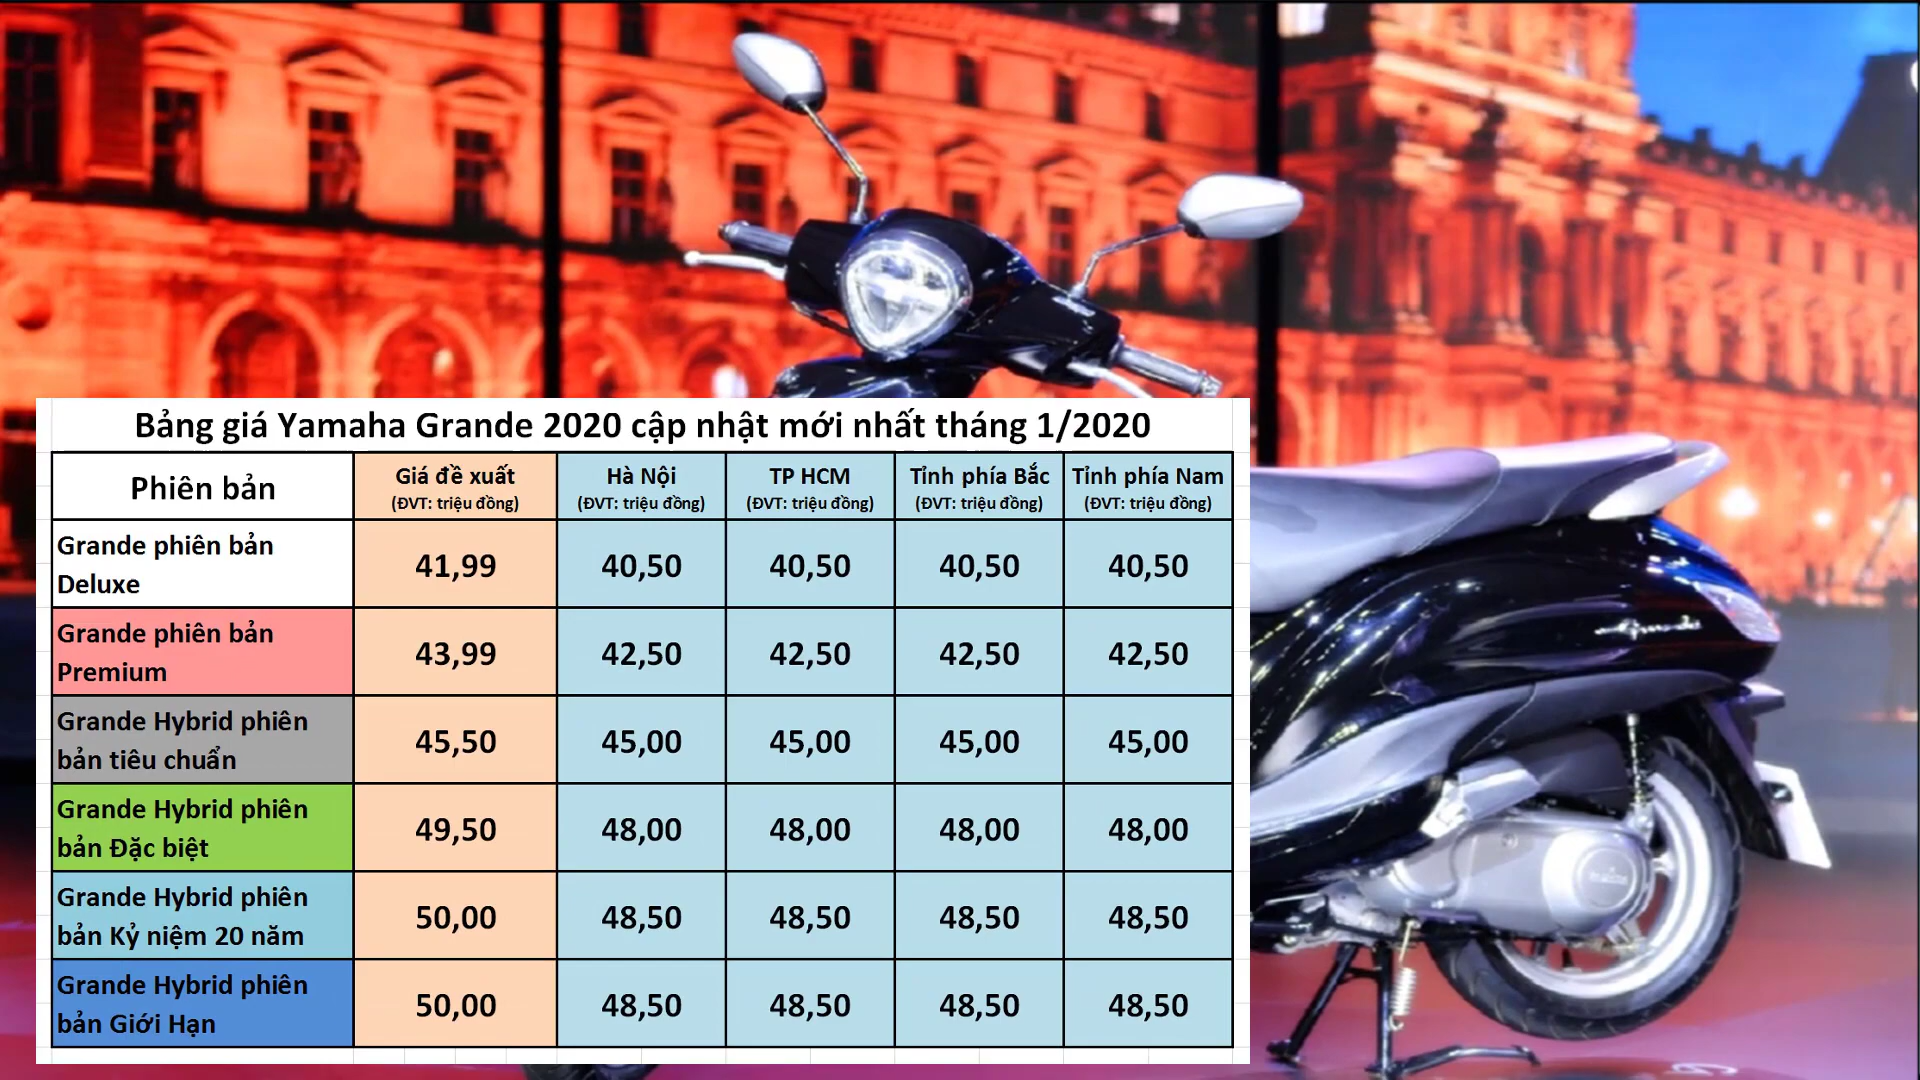 Bảng giá Yamaha Grande 2020 cập nhật mới nhất tháng 1/2020
Phiên bản
Giá đề xuất
(ĐVT: triệu đồng)
Hà Nội
(ĐVT: triệu đồng)
TP HCM
(ĐVT: triệu đồng)
Tỉnh phía Bắc
(ĐVT: triệu đồng)
Tỉnh phía Nam
(ĐVT: triệu đồng)
Grande phiên bản
Deluxe
41,99 40,50 40,50 40,50 40,50
Grande phiên bản
Premium
43,99 42,50 42,50 42,50 42,50
Grande Hybrid phiên
bản tiêu chuẩn
45,50 45,00 45,00 45,00 45,00
Grande Hybrid phiên
bản Đặc biệt
49,50 48,00 48,00 48,00 48,00
Grande Hybrid phiên
bản Kỷ niệm 20 năm
50,00 48,50 48,50 48,50 48,50
Grande Hybrid phiên
bản Giới Hạn
50,00 48,50 48,50 48,50 48,50
Grande